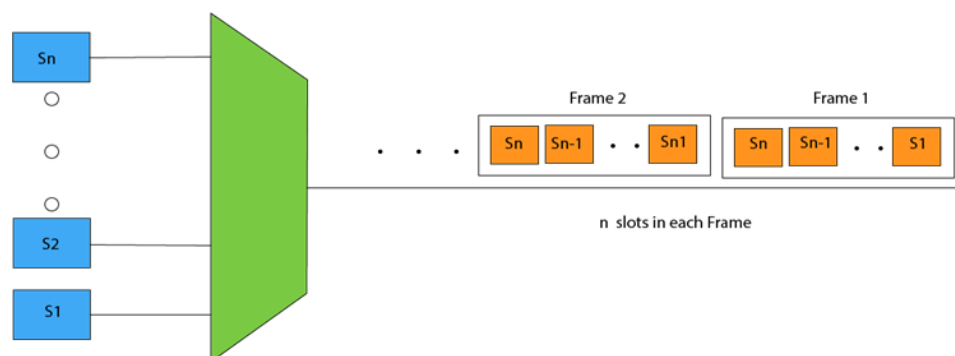 Sn
S2
S1
Frame 2
Sn Sn-1 . . Sn1
Frame 1
Sn Sn-1 . . S1
. . .
n slots in each Frame